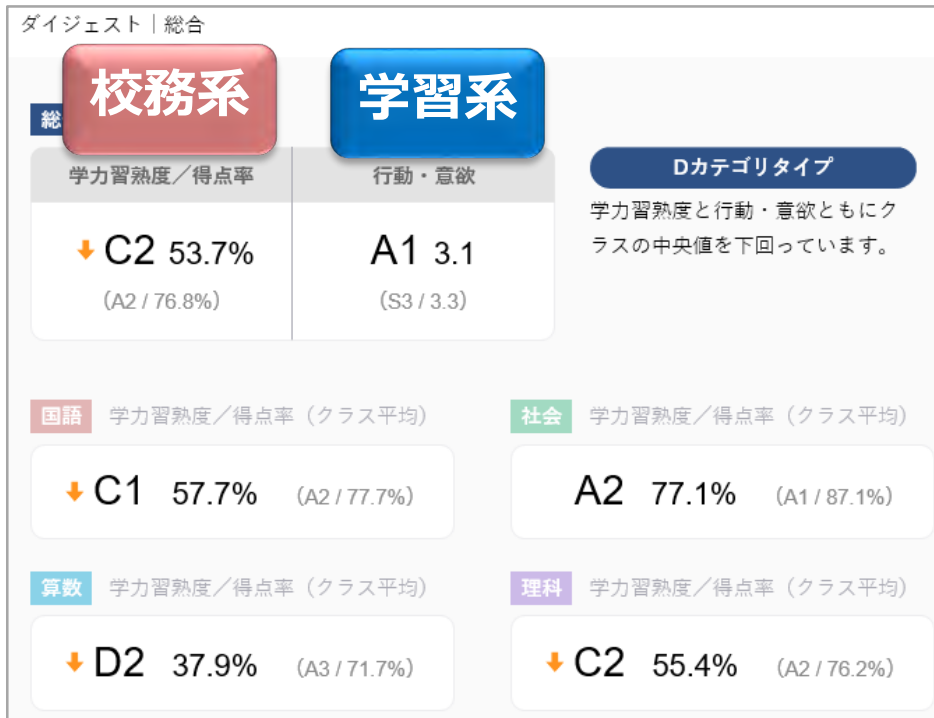 ダイジェスト｜総合
校務系
学習系
総
学力習熟度／得点率
行動・意欲
C2 53.7%
A1 3.1
（A2 / 76.8%）
（S3 / 3.3）
Dカテゴリタイプ
学力習熟度と行動・意欲ともにク
ラスの中央値を下回っています。
国語 学力習熟度／得点率（クラス平均）
C1 57.7% （A2 / 77.7%）
社会 学力習熟度／得点率（クラス平均）
A2 77.1% （A1 / 87.1%）
算数 学力習熟度／得点率（クラス平均）
D2 37.9% （A3 / 71.7%）
理科 学力習熟度／得点率（クラス平均）
C2 55.4% （A2 / 76.2%）